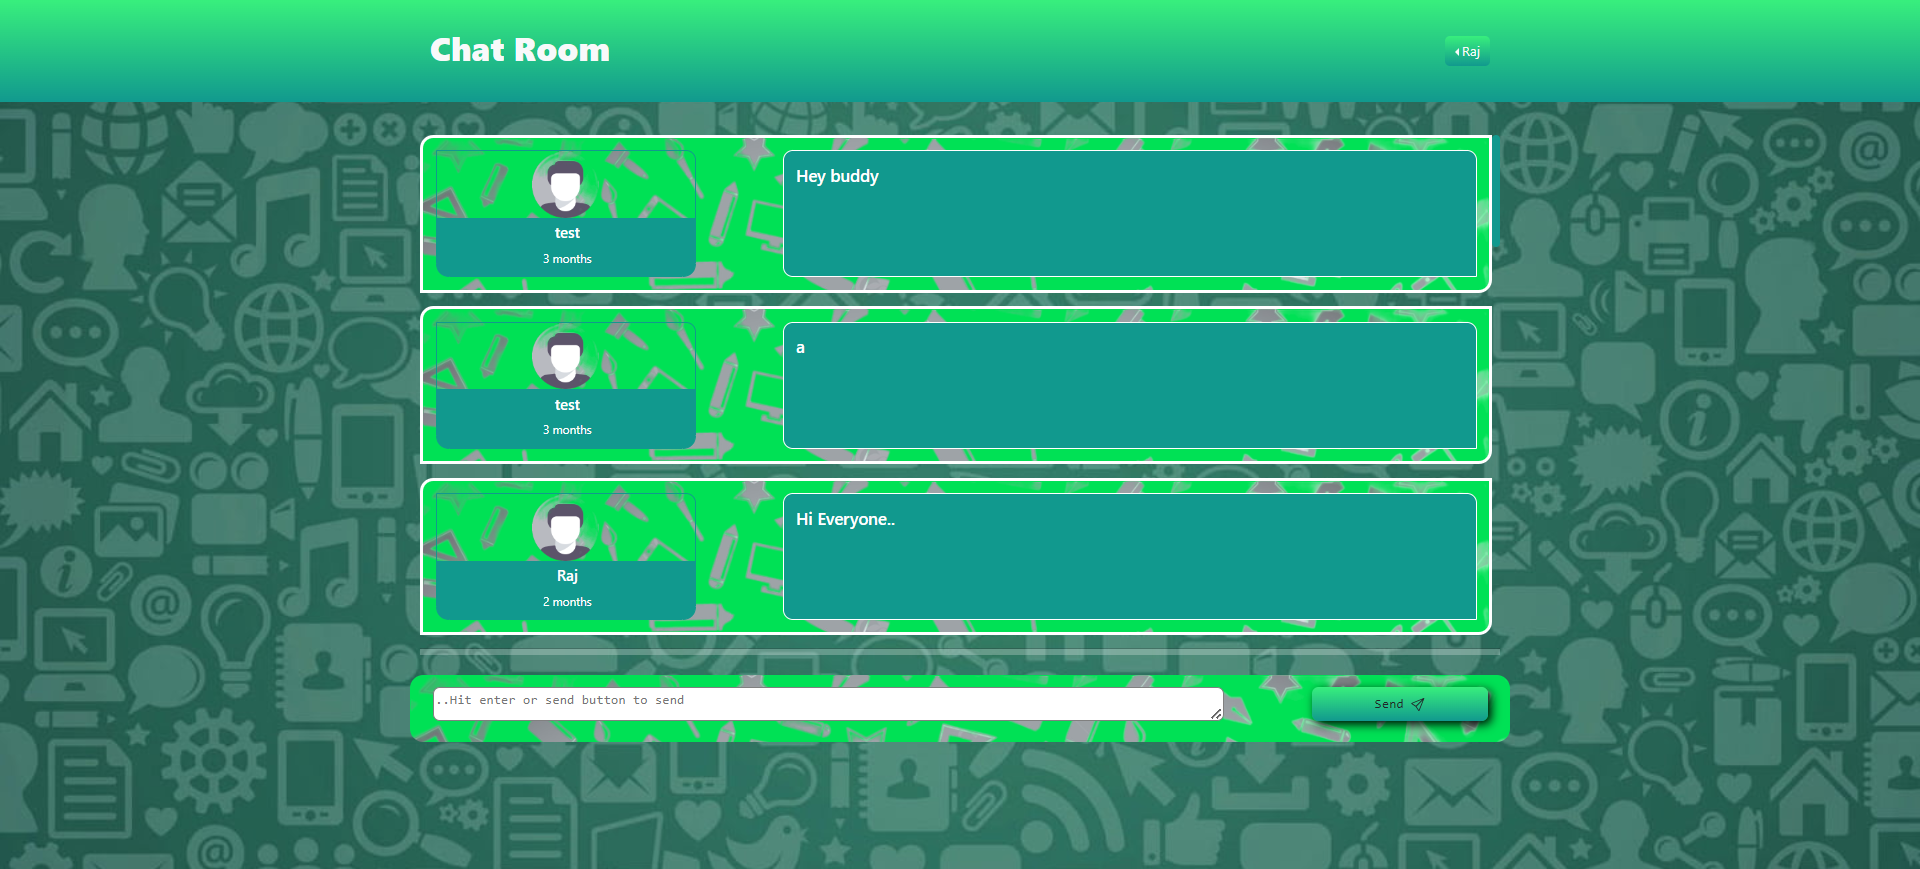 Chat Room
Raj
Hey buddy
test
3 months
a
test
3 months
Hi Everyone..
Raj
2 months
..Hit enter or send button to send
Send